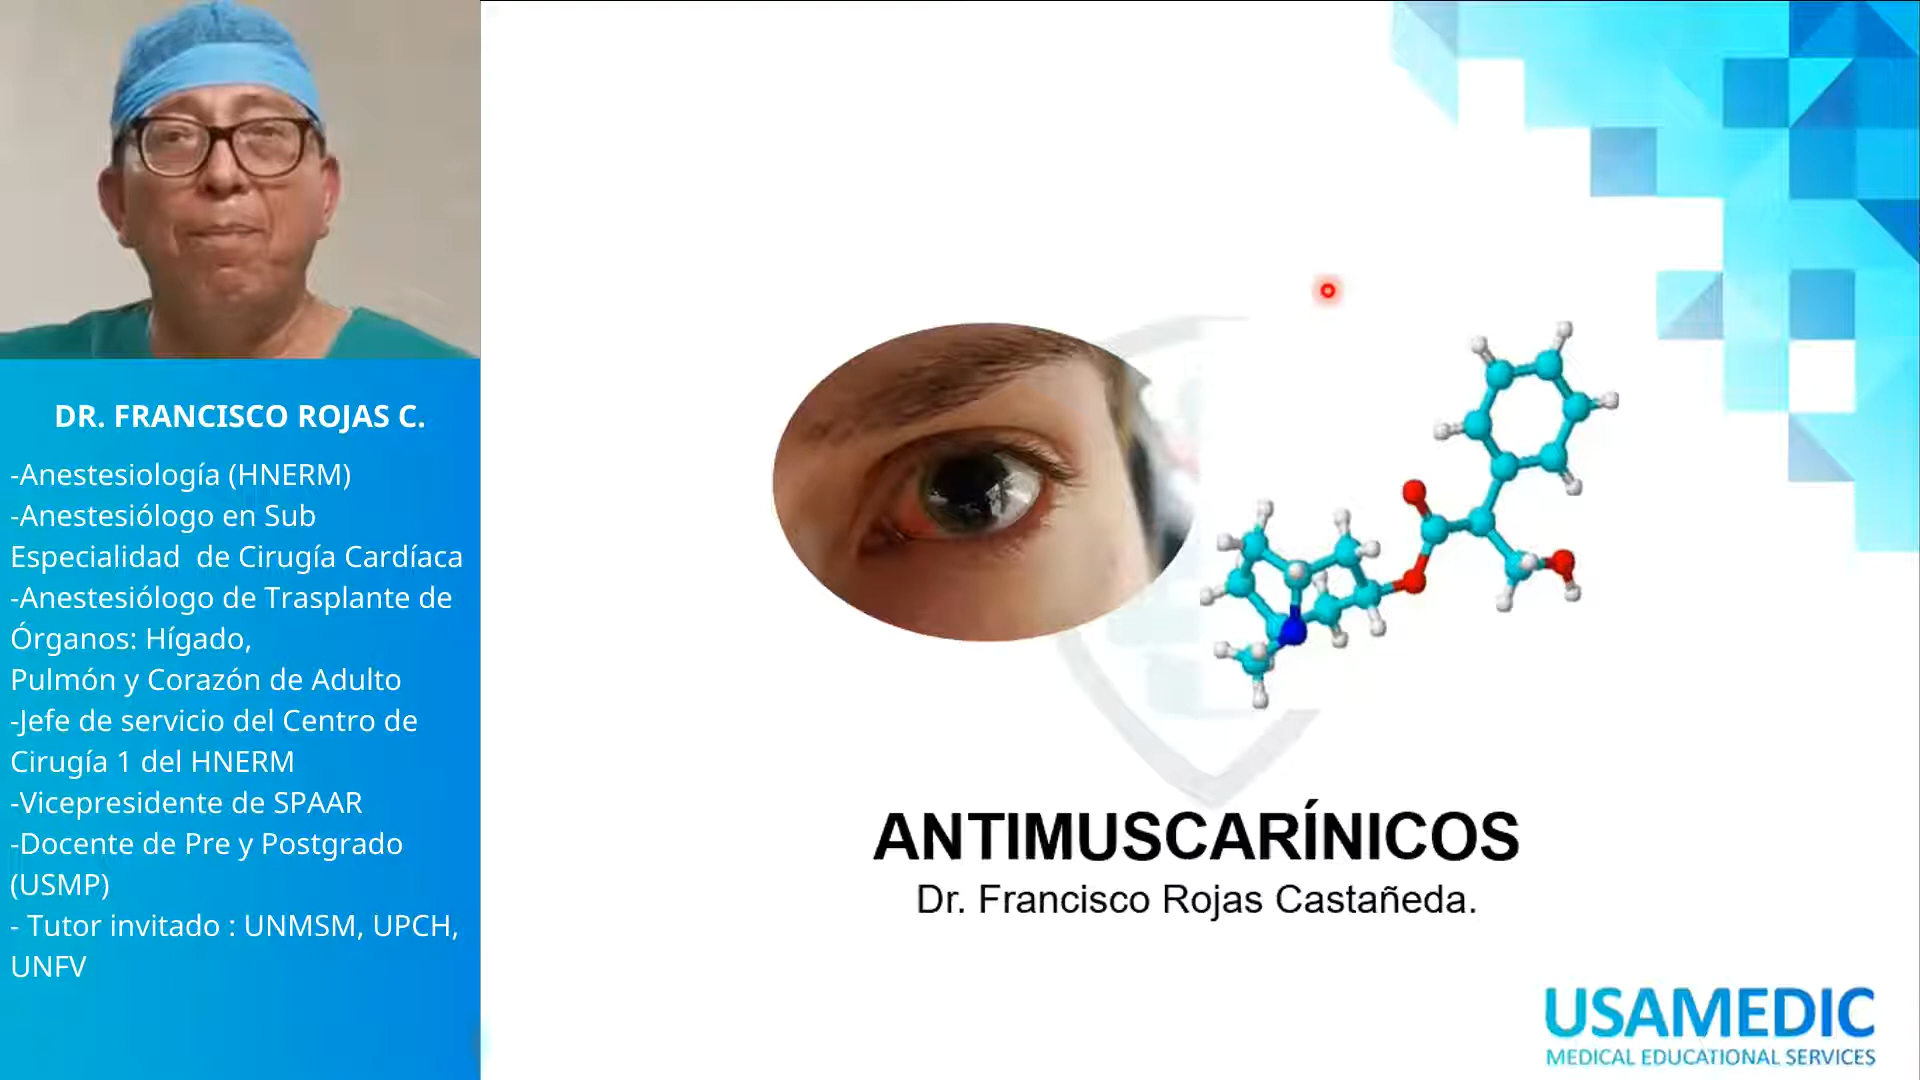 DR. FRANCISCO ROJAS C.
-Anestesiología (HNERM)
-Anestesiólogo en Sub
Especialidad  de Cirugía Cardíaca
-Anestesiólogo de Trasplante de
Órganos: Hígado,
Pulmón y Corazón de Adulto
-Jefe de servicio del Centro de
Cirugía 1 del HNERM
-Vicepresidente de SPAAR
-Docente de Pre y Postgrado
(USMP)
- Tutor invitado : UNMSM, UPCH,
UNFV
ANTIMUSCARÍNICOS
Dr. Francisco Rojas Castañeda.
USAMEDIC
MEDICAL EDUCATIONAL SERVICES